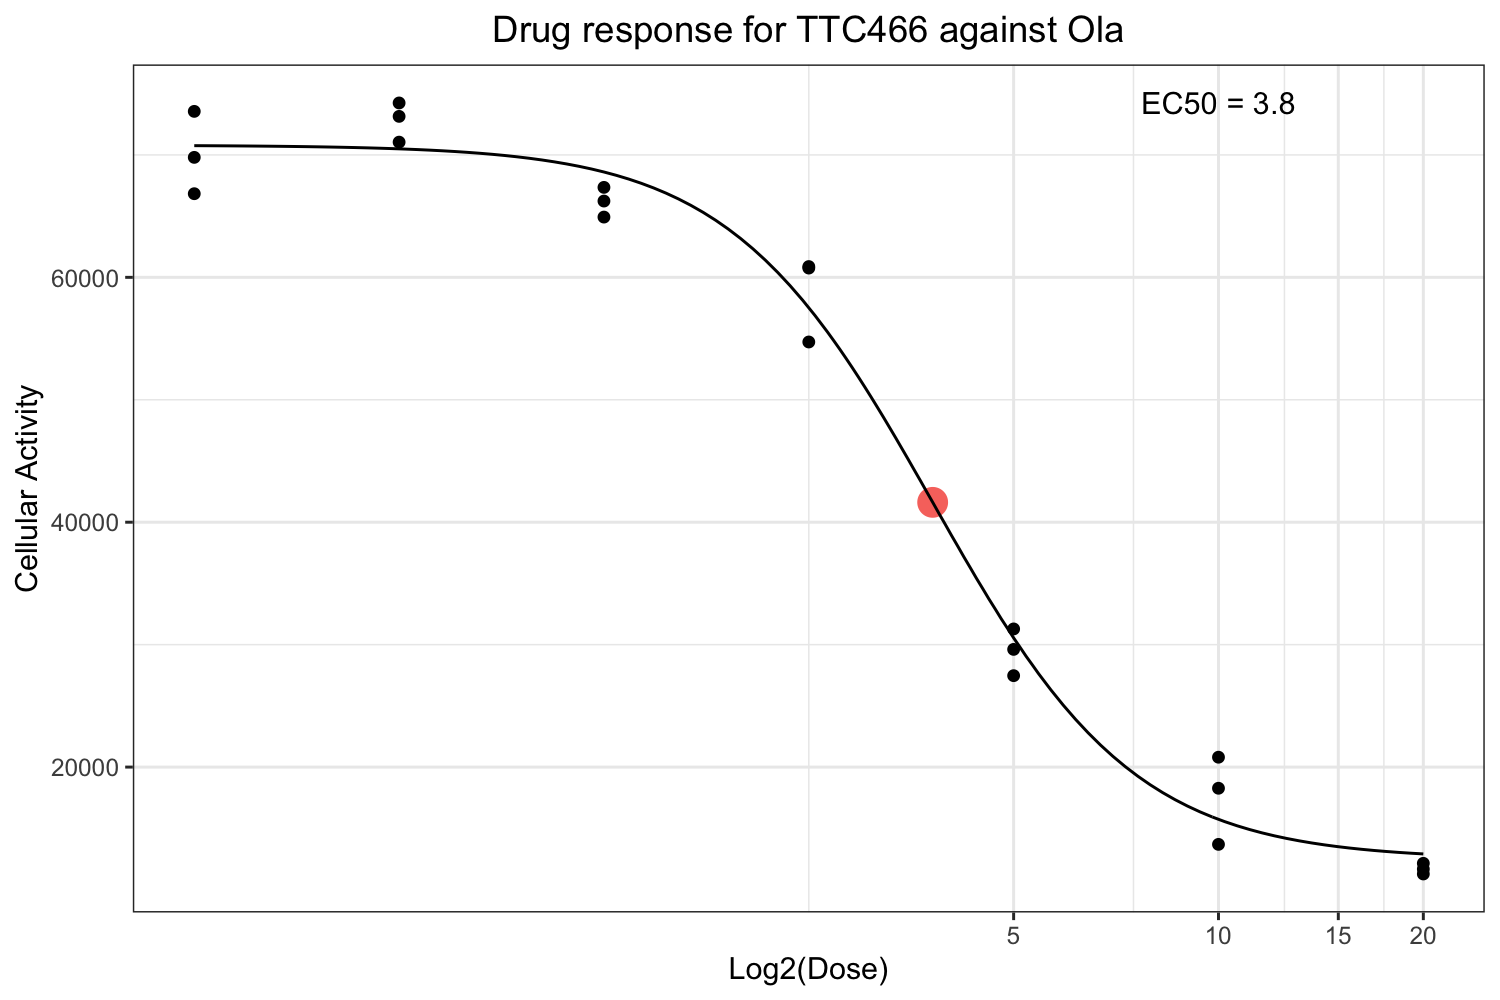 Drug response for TTC466 against Ola
EC50 = 3.8
60000
40000
20000
Cellular Activity
5 10 15 20
Log2(Dose)